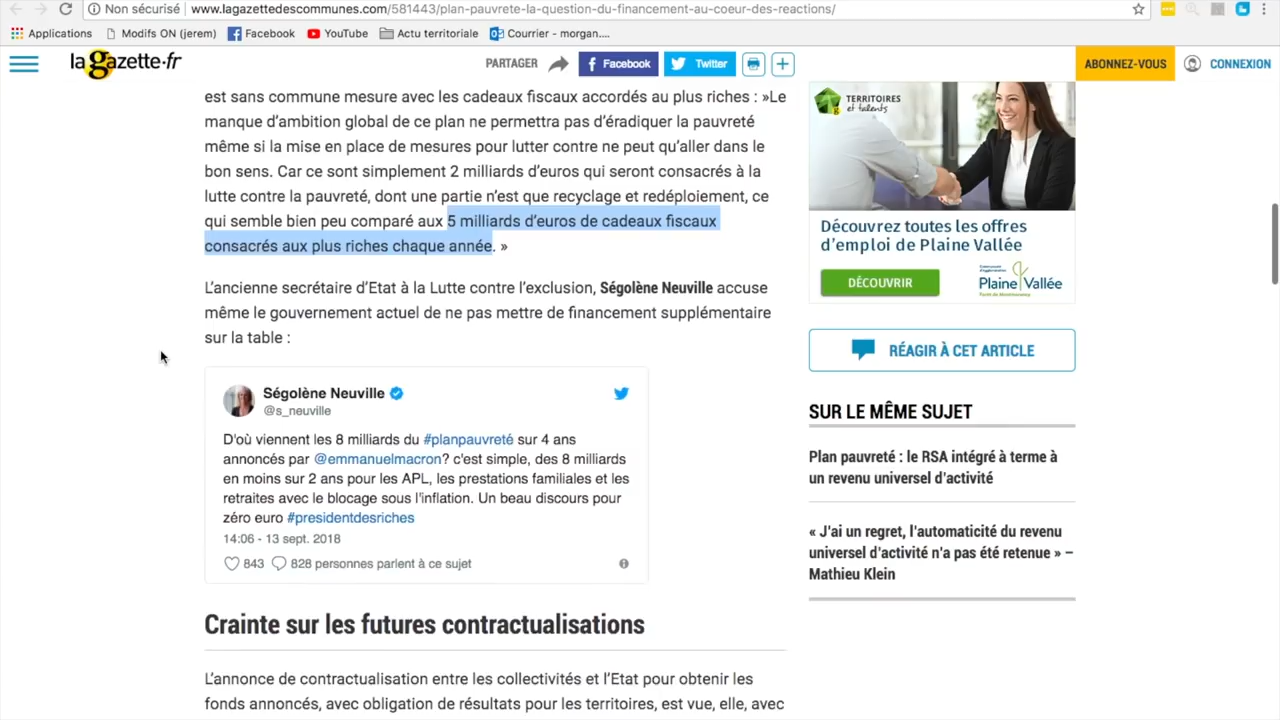 Non sécurisé
www.lagazettedescommunes.com/581443/plan-pauvrete-la-question-du-financement-au-coeur-des-reactions/
Applications
Modifs ON (jerem)
Facebook
YouTube
Actu territoriale
Courrier - morgan....
la gazette.fr
PARTAGER
Facebook
Twitter
ABONNEZ-VOUS
CONNEXION
est sans commune mesure avec les cadeaux fiscaux accordés au plus riches : »Le
manque d'ambition global de ce plan ne permettra pas d'éradiquer la pauvreté
même si la mise en place de mesures pour lutter contre ne peut qu'aller dans le
bon sens. Car ce sont simplement 2 milliards d'euros qui seront consacrés à la
lutte contre la pauvreté, dont une partie n'est que recyclage et redéploiement, ce
qui semble bien peu comparé aux 5 milliards d'euros de cadeaux fiscaux
consacrés aux plus riches chaque année. »
L'ancienne secrétaire d'Etat à la Lutte contre l'exclusion, Ségolène Neuville accuse
même le gouvernement actuel de ne pas mettre de financement supplémentaire
sur la table :
Ségolène Neuville
@s_neuville
D'où viennent les 8 milliards du #planpauvreté sur 4 ans
annoncés par @emmanuelmacron? c'est simple, des 8 milliards
en moins sur 2 ans pour les APL, les prestations familiales et les
retraites avec le blocage sous l'inflation. Un beau discours pour
zéro euro #presidentdesriches
14:06 - 13 sept. 2018
843
828 personnes parlent à ce sujet
Crainte sur les futures contractualisations
L'annonce de contractualisation entre les collectivités et l'Etat pour obtenir les
fonds annoncés, avec obligation de résultats pour les territoires, est vue, elle, avec
TERRITOIRES
et talents
Découvrez toutes les offres
d'emploi de Plaine Vallée
DÉCOUVRIR
Plaine Vallée
RÉAGIR À CET ARTICLE
SUR LE MÊME SUJET
Plan pauvreté : le RSA intégré à terme à
un revenu universel d'activité
« J'ai un regret, l'automaticité du revenu
universel d'activité n'a pas été retenue » –
Mathieu Klein